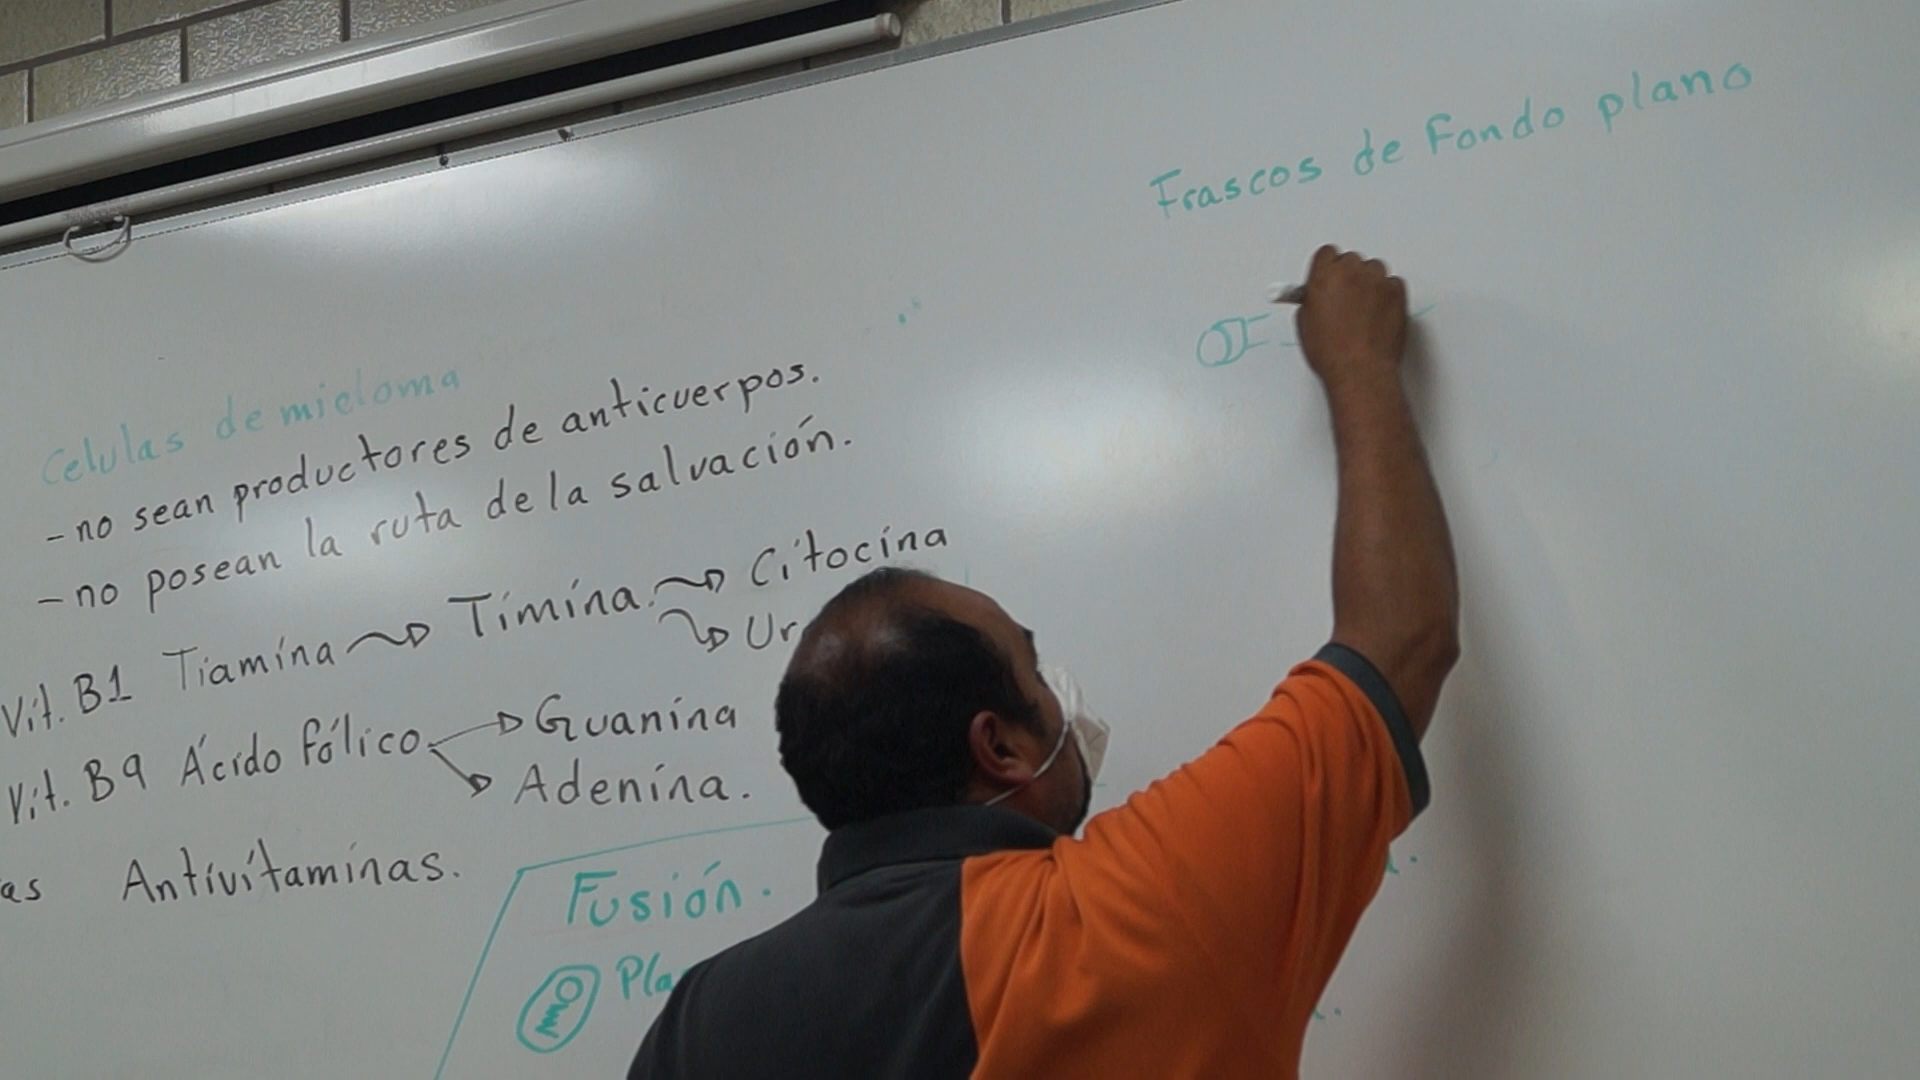 Frascos de Fondo plano
Celulas de mieloma
- no sean productores de anticuerpos.
- no posean la ruta de la salvación.
Vit. B1 Tiamina Timina. Citocina
Vit. B9 Ácido fólico. Guanina
Adenina.
Antivitaminas.
Fusión.